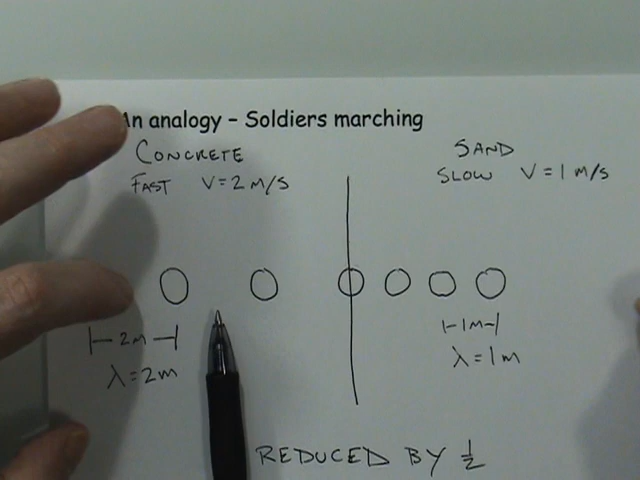 An analogy – Soldiers marching
CONCRETE
FAST V=2 M/S
SAND
SLOW V=1 M/S
2M
λ=2M
1M
λ=1M
REDUCED BY 1/2